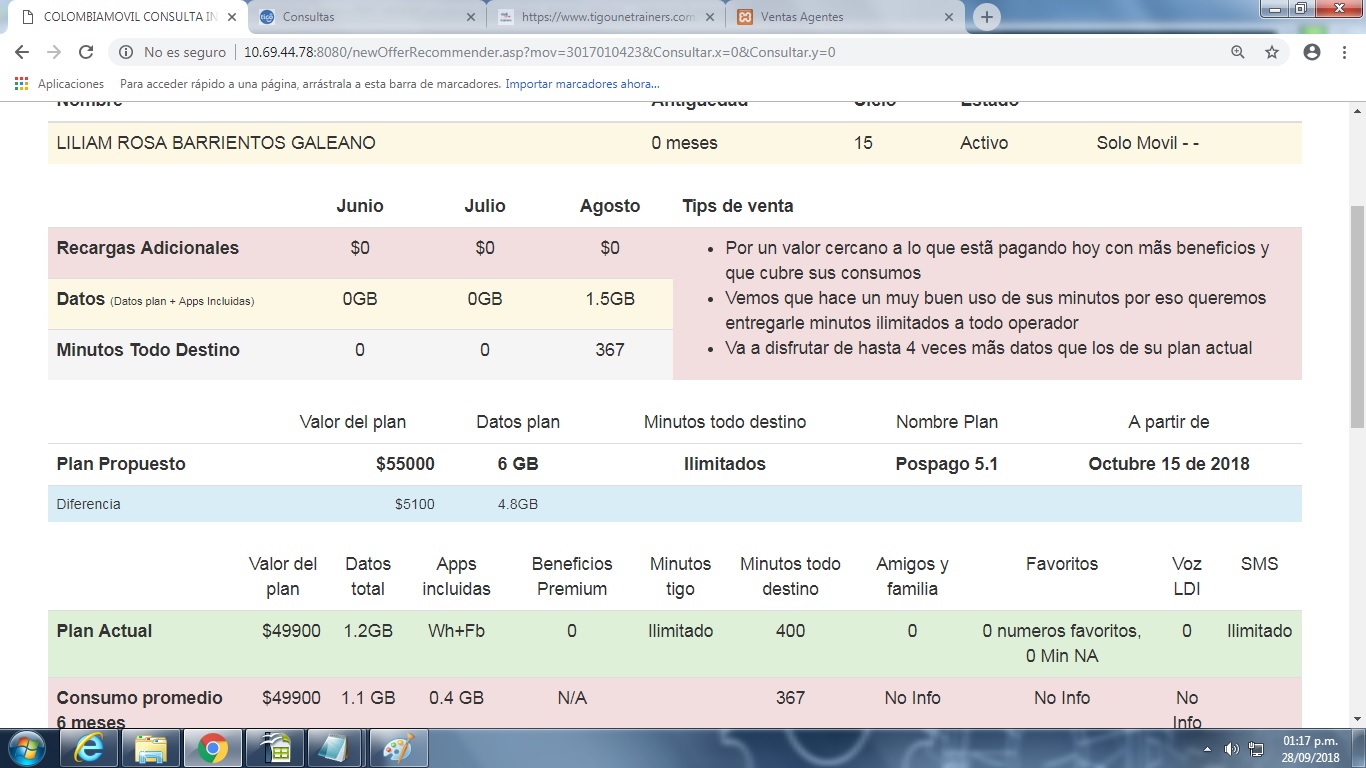 COLOMBIAMOVIL CONSULTA IN
Consultas
https://www.tigounetrainers.com
Ventas Agentes
No es seguro
10.69.44.78:8080/newOfferRecommender.asp?mov=3017010423&Consultar.x=0&Consultar.y=0
Aplicaciones Para acceder rápido a una página, arrástrala a esta barra de marcadores. Importar marcadores ahora...
Nombre Antigüedad Ciclo Estado
LILIAM ROSA BARRIENTOS GALEANO 0 meses 15 Activo Solo Movil - -
Junio Julio Agosto Tips de venta
Recargas Adicionales $0 $0 $0
Datos (Datos plan + Apps Incluidas) 0GB 0GB 1.5GB
Minutos Todo Destino 0 0 367
• Por un valor cercano a lo que estã pagando hoy con mãs beneficios y
que cubre sus consumos
• Vemos que hace un muy buen uso de sus minutos por eso queremos
entregarle minutos ilimitados a todo operador
• Va a disfrutar de hasta 4 veces mãs datos que los de su plan actual
Valor del plan Datos plan Minutos todo destino Nombre Plan A partir de
Plan Propuesto $55000 6 GB Ilimitados Pospago 5.1 Octubre 15 de 2018
Diferencia $5100 4.8GB
Valor del Datos Apps Beneficios Minutos Minutos todo Amigos y Favoritos Voz SMS
plan total incluidas Premium tigo destino familia LDI
Plan Actual $49900 1.2GB Wh+Fb 0 Ilimitado 400 0 0 numeros favoritos, 0 Ilimitado
0 Min NA
Consumo promedio $49900 1.1 GB 0.4 GB N/A 367 No Info No Info No
6 meses Info
01:17 p.m.
28/09/2018